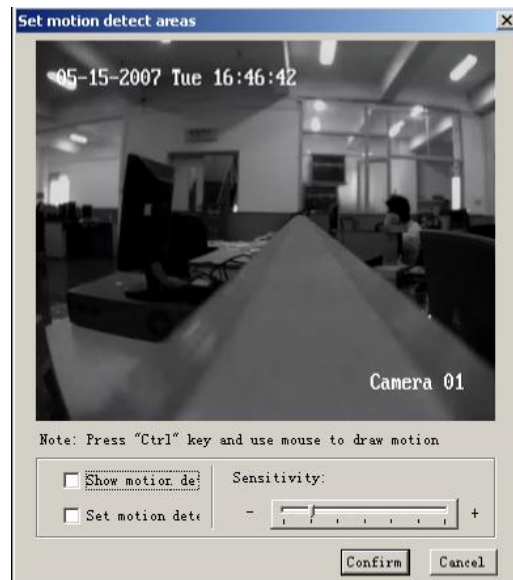 Set motion detect areas
05-15-2007 Tue 16:46:42
Camera 01
Note: Press "Ctrl" key and use mouse to draw motion
Show motion de
Sensitivity:
Set motion dete
- +
Confirm Cancel